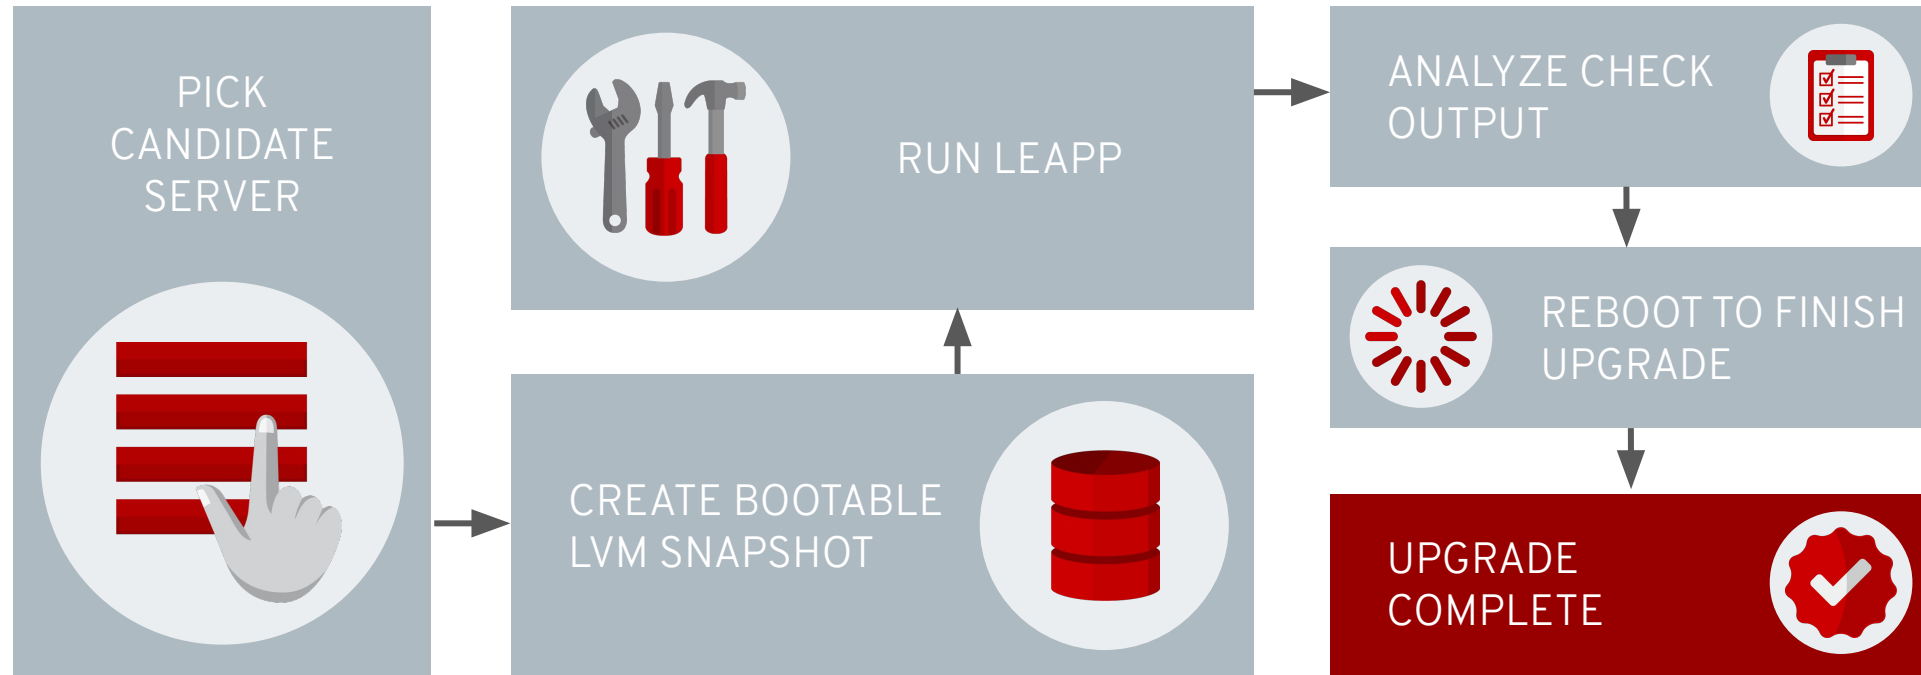 PICK
CANDIDATE
SERVER
CREATE BOOTABLE
LVM SNAPSHOT
RUN LEAPP
ANALYZE CHECK
OUTPUT
REBOOT TO FINISH
UPGRADE
UPGRADE
COMPLETE